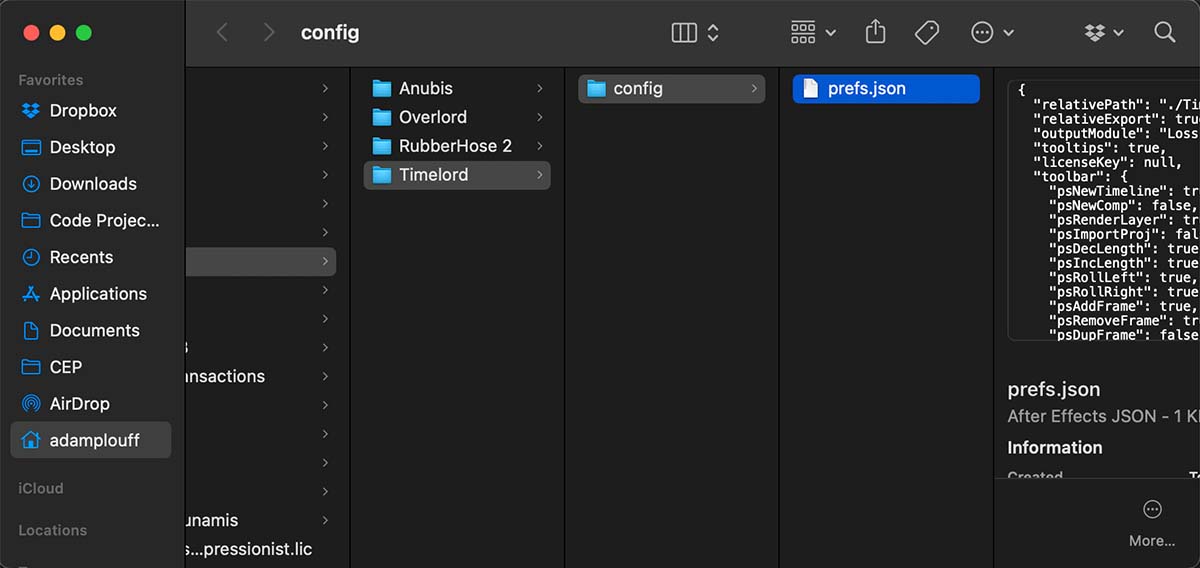 config
Favorites
Dropbox
Desktop
Downloads
Code Projec...
Recents
Applications
Documents
CEP
AirDrop
adamplouff
iCloud
Locations
ansactions
unamis
s...pressionist.lic
Anubis
Overlord
RubberHose 2
Timelord
config
prefs.json
{
"relativePath": "./Ti
"relativeExport": tru
"outputModule": "Loss
"tooltips": true,
"licenseKey": null,
"toolbar": {
"psNewTimeline": tr
"psNewComp": false,
"psRenderLayer": tr
"psImportProj": fal
"psDecLength": true
"psIncLength": true
"psRollLeft": true,
"psRollRight": true
"psAddFrame": true,
"psRemoveFrame": tr
"psDupFrame": false
prefs.json
After Effects JSON - 1 K
Information
Created
More...